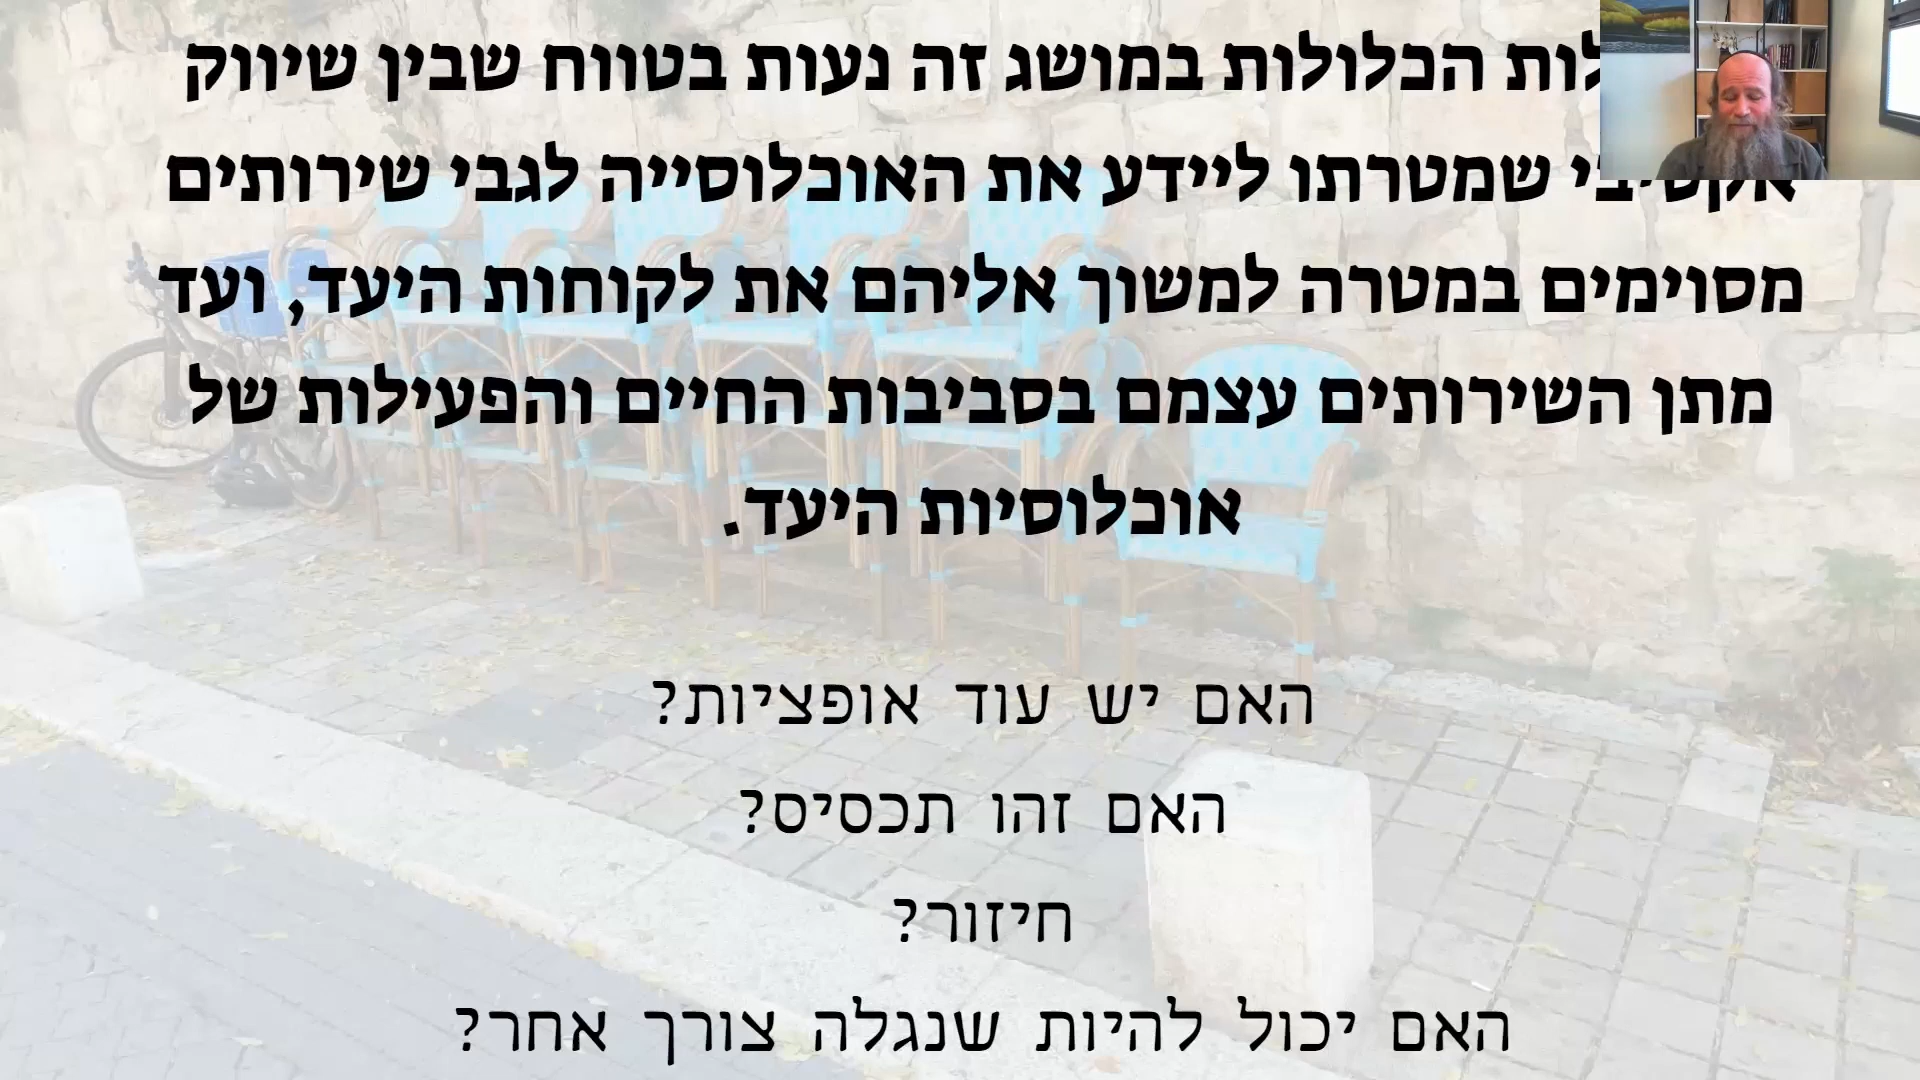 הכלולות במושג זה נעות בטווח שבין שיווק
שמטרתו ליידע את האוכלוסייה לגבי שירותים
מסוימים במטרה למשוך אליהם את לקוחות היעד, ועד
מתן השירותים עצמם בסביבות החיים והפעילות של
אוכלוסיות היעד.
האם יש עוד אופציות?
האם זהו תכסיס?
חיזור?
האם יכול להיות שנגלה צורך אחר?